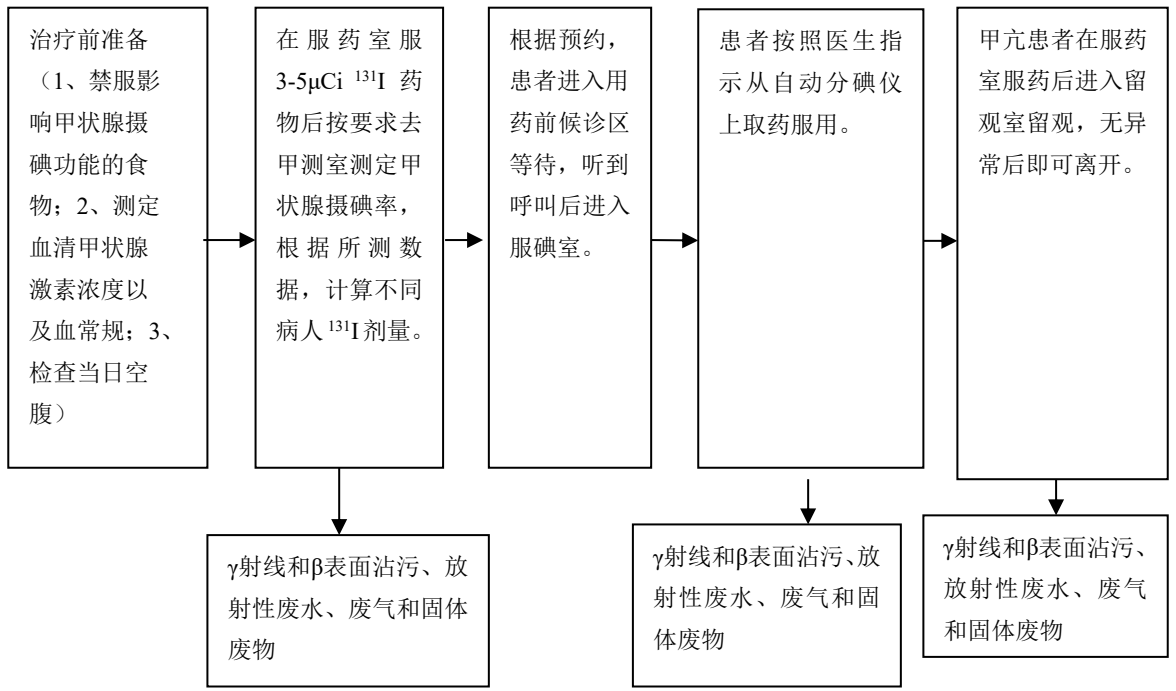 治疗前准备
（1、禁服影
响甲状腺摄
碘功能的食
物；2、测定
血清甲状腺
激素浓度以
及血常规；3、
检查当日空
腹）
在服药室服
3-5μCi ¹³¹I 药
物后按要求去
甲测室测定甲
状腺摄碘率，
根据所测数
据，计算不同
病人 ¹³¹I 剂量。
根据预约，
患者进入用
药前候诊区
等待，听到
呼叫后进入
服碘室。
患者按照医生指
示从自动分碘仪
上取药服用。
甲亢患者在服药
室服药后进入留
观室留观，无异
常后即可离开。
γ射线和β表面沾污、放
射性废水、废气和固体
废物
γ射线和β表面沾污、放
射性废水、废气和固
体废物
γ射线和β表面沾污、
放射性废水、废气
和固体废物